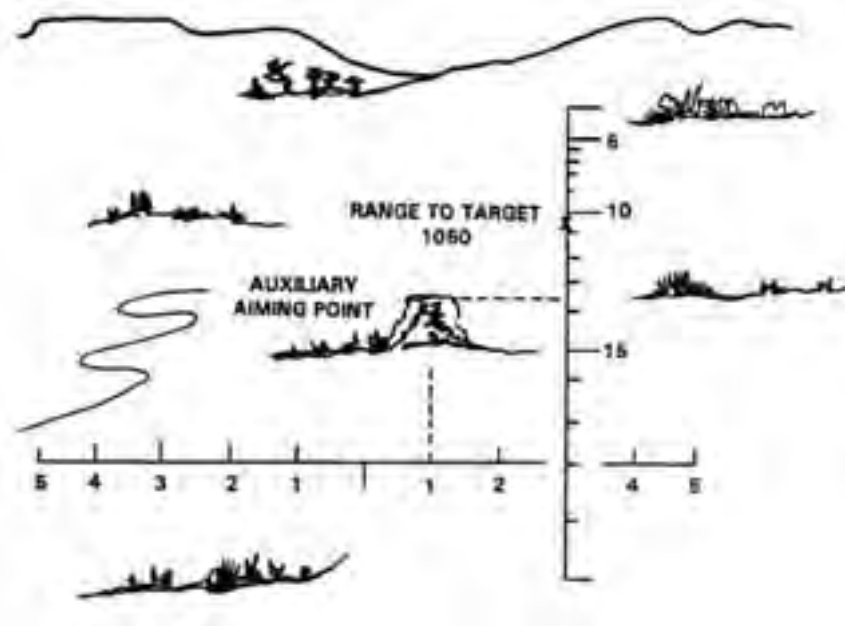 5
RANGE TO TARGET 10
1050
AUXILIARY
AIMING POINT
15
5 4 3 2 1 1 2 4 5